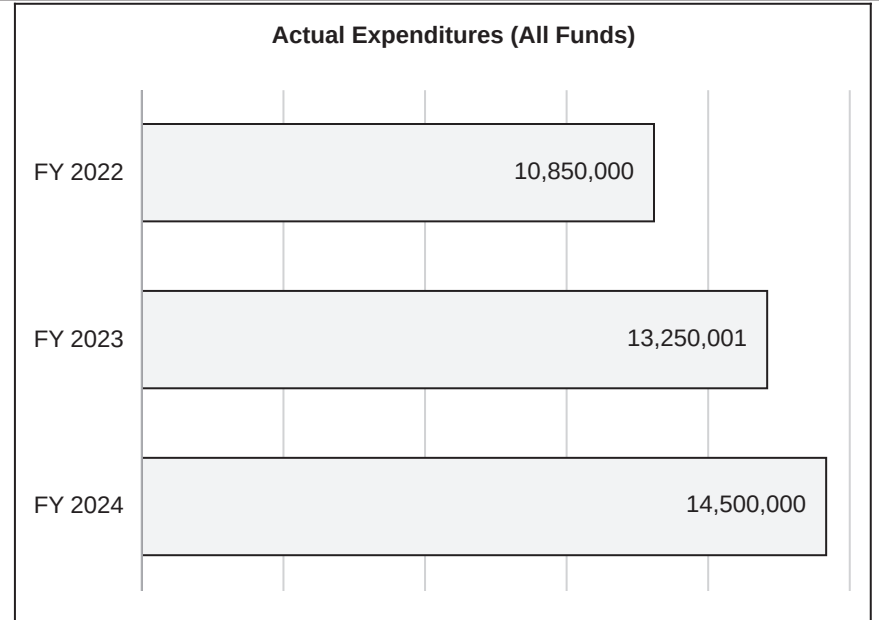 Actual Expenditures (All Funds)
FY 2022 10,850,000
FY 2023 13,250,001
FY 2024 14,500,000